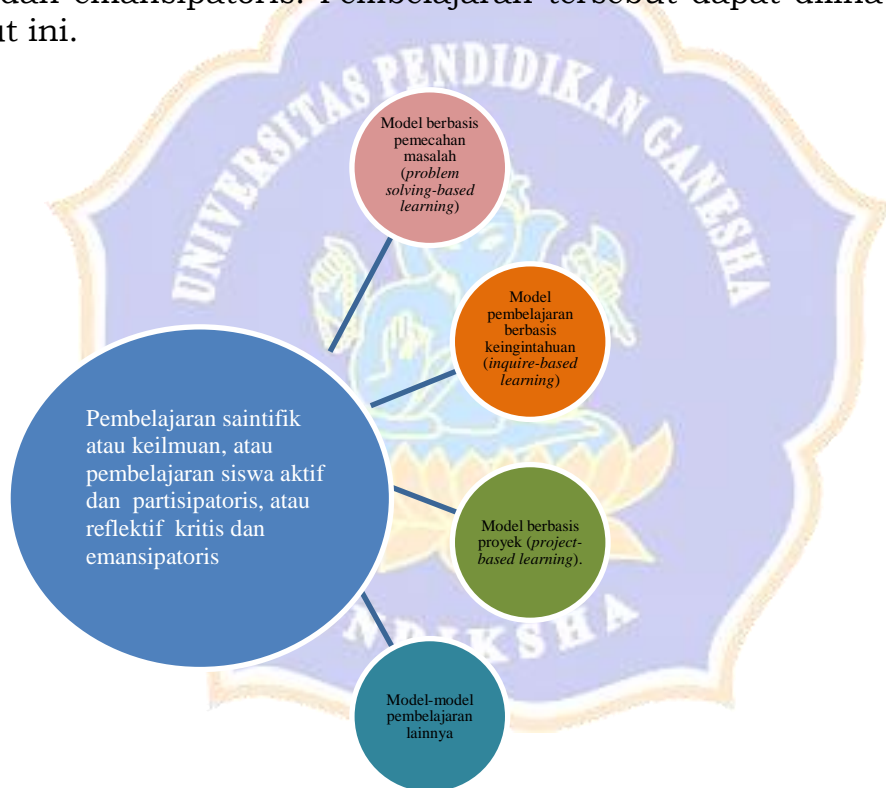 dan emansipatoris. Pembelajaran tersebut dapat
ut ini.
UNIVERSITAS PENDIDIKAN GANESHA
Model berbasis
pemecahan
masalah
(problem
solving-based
learning)
Model
pembelajaran
berbasis
keingintahuan
(inquire-based
learning)
Pembelajaran saintifik
atau keilmuan, atau
pembelajaran siswa aktif
dan partisipatoris, atau
reflektif kritis dan
emansipatoris
Model berbasis
proyek (project-
based learning).
NDIKSHA
Model-model
pembelajaran
lainnya